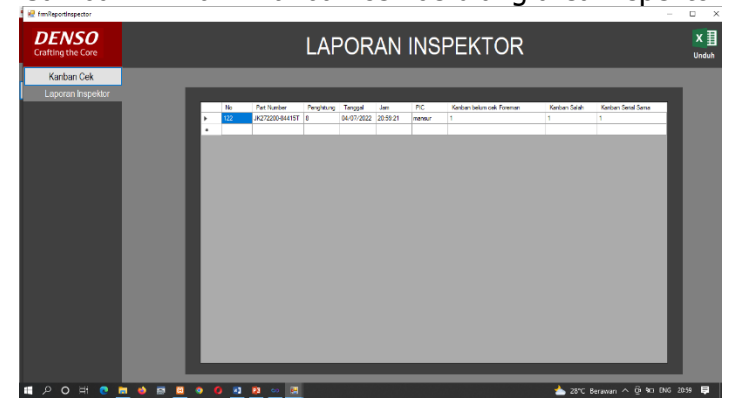 frmReportInspector
DENSO
Crafting the Core
LAPORAN INSPEKTOR
Unduh
Kanban Cek
Laporan Inspektor
No Part Number Penghitung Tanggal Jam PIC Kanban belum cek Foreman Kanban Salah Kanban Serial Sama
122 JK272200-84415T 8 04/07/2022 20:59:21 mansur 1 1 1
28°C Berawan ENG 20:59